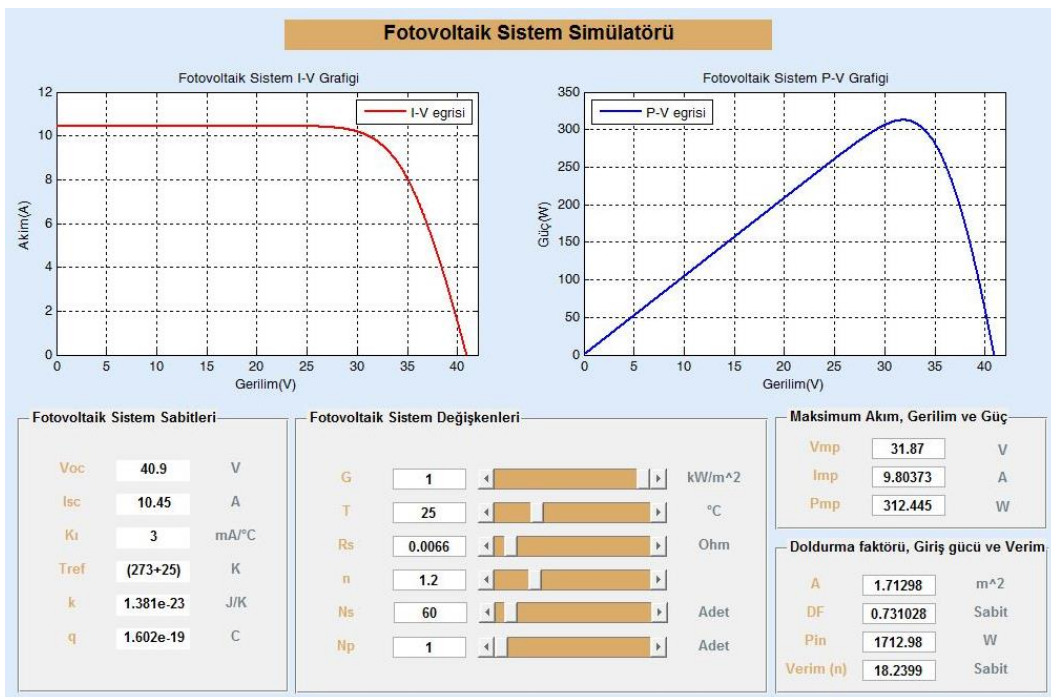 Fotovoltaik Sistem Simülatörü
Fotovoltaik Sistem I-V Grafigi
12
10
8
6
4
2
0
Akim(A)
I-V egrisi
0 5 10 15 20 25 30 35 40
Gerilim(V)
Fotovoltaik Sistem P-V Grafigi
350
300
250
200
150
100
50
0
Güç(W)
P-V egrisi
0 5 10 15 20 25 30 35 40
Gerilim(V)
Fotovoltaik Sistem Sabitleri
Voc 40.9 V
Isc 10.45 A
Kı 3 mA/°C
Tref (273+25) K
k 1.381e-23 J/K
q 1.602e-19 C
Fotovoltaik Sistem Değişkenleri
G 1 kW/m^2
T 25 °C
Rs 0.0066 Ohm
n 1.2
Ns 60 Adet
Np 1 Adet
Maksimum Akım, Gerilim ve Güç
Vmp 31.87 V
Imp 9.80373 A
Pmp 312.445 W
Doldurma faktörü, Giriş gücü ve Verim
A 1.71298 m^2
DF 0.731028 Sabit
Pin 1712.98 W
Verim (n) 18.2399 Sabit